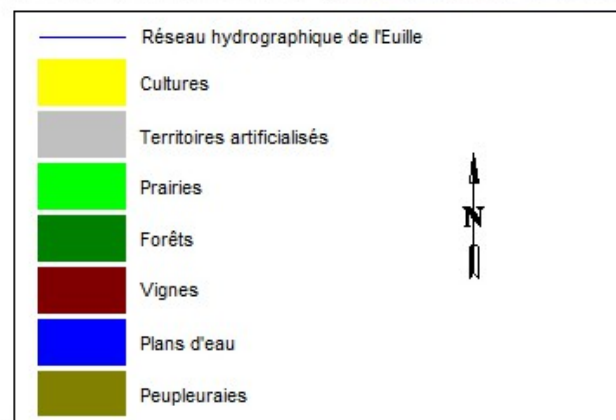 Réseau hydrographique de l'Euille
Cultures
Territoires artificialisés
Prairies
N
Forêts
Vignes
Plans d'eau
Peupleuraies